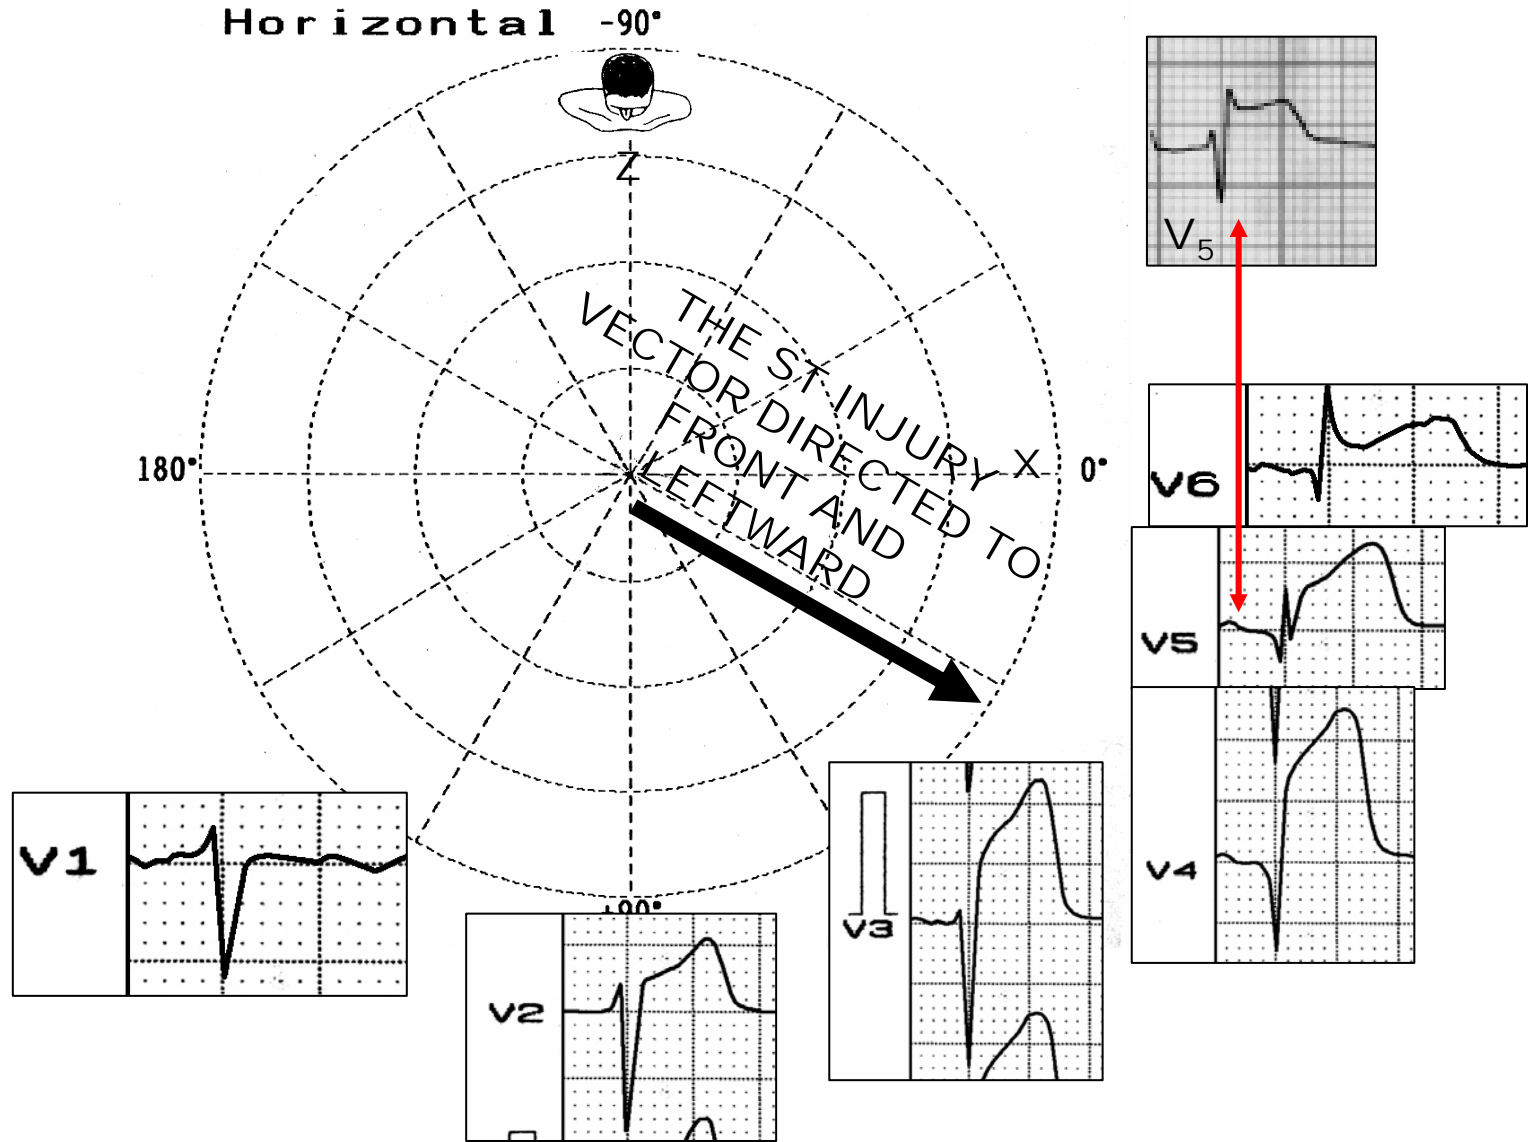 Horizontal
-90°
Z
THE ST INJURY
VECTOR DIRECTED TO
FRONT AND
LEFTWARD
180°
X
0°
+90°
V5
V6
V5
V4
V3
V2
V1